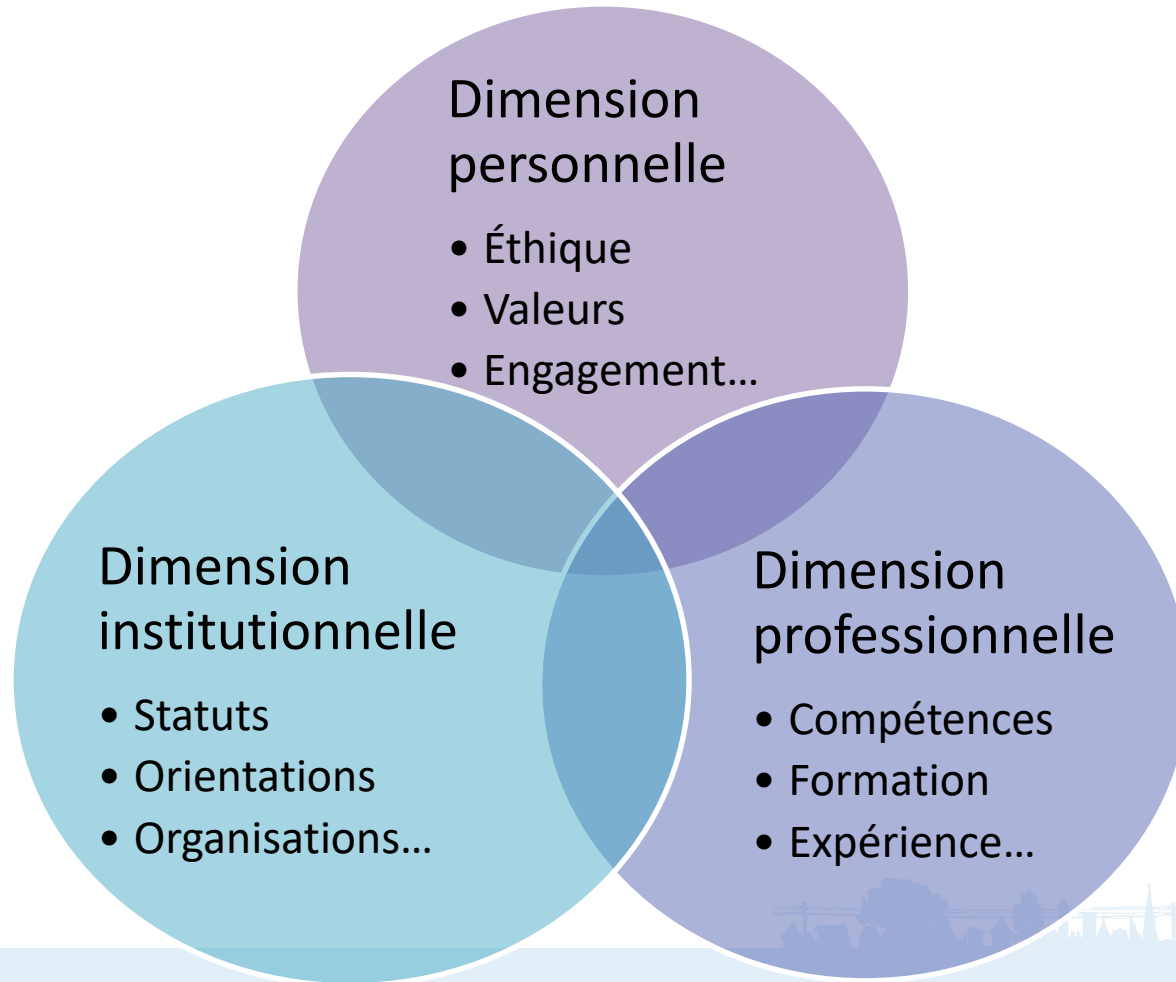 Dimension
personnelle
• Éthique
• Valeurs
• Engagement…
Dimension
institutionnelle
• Statuts
• Orientations
• Organisations…
Dimension
professionnelle
• Compétences
• Formation
• Expérience…